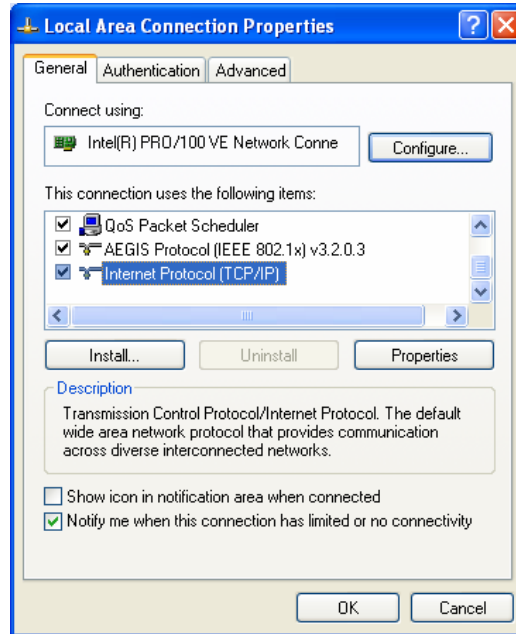 Local Area Connection Properties
General Authentication Advanced
Connect using:
Intel(R) PRO/100 VE Network Conne
Configure...
This connection uses the following items:
QoS Packet Scheduler
AEGIS Protocol (IEEE 802.1x) v3.2.0.3
Internet Protocol (TCP/IP)
Install... Uninstall Properties
Description
Transmission Control Protocol/Internet Protocol. The default
wide area network protocol that provides communication
across diverse interconnected networks.
Show icon in notification area when connected
Notify me when this connection has limited or no connectivity
OK Cancel